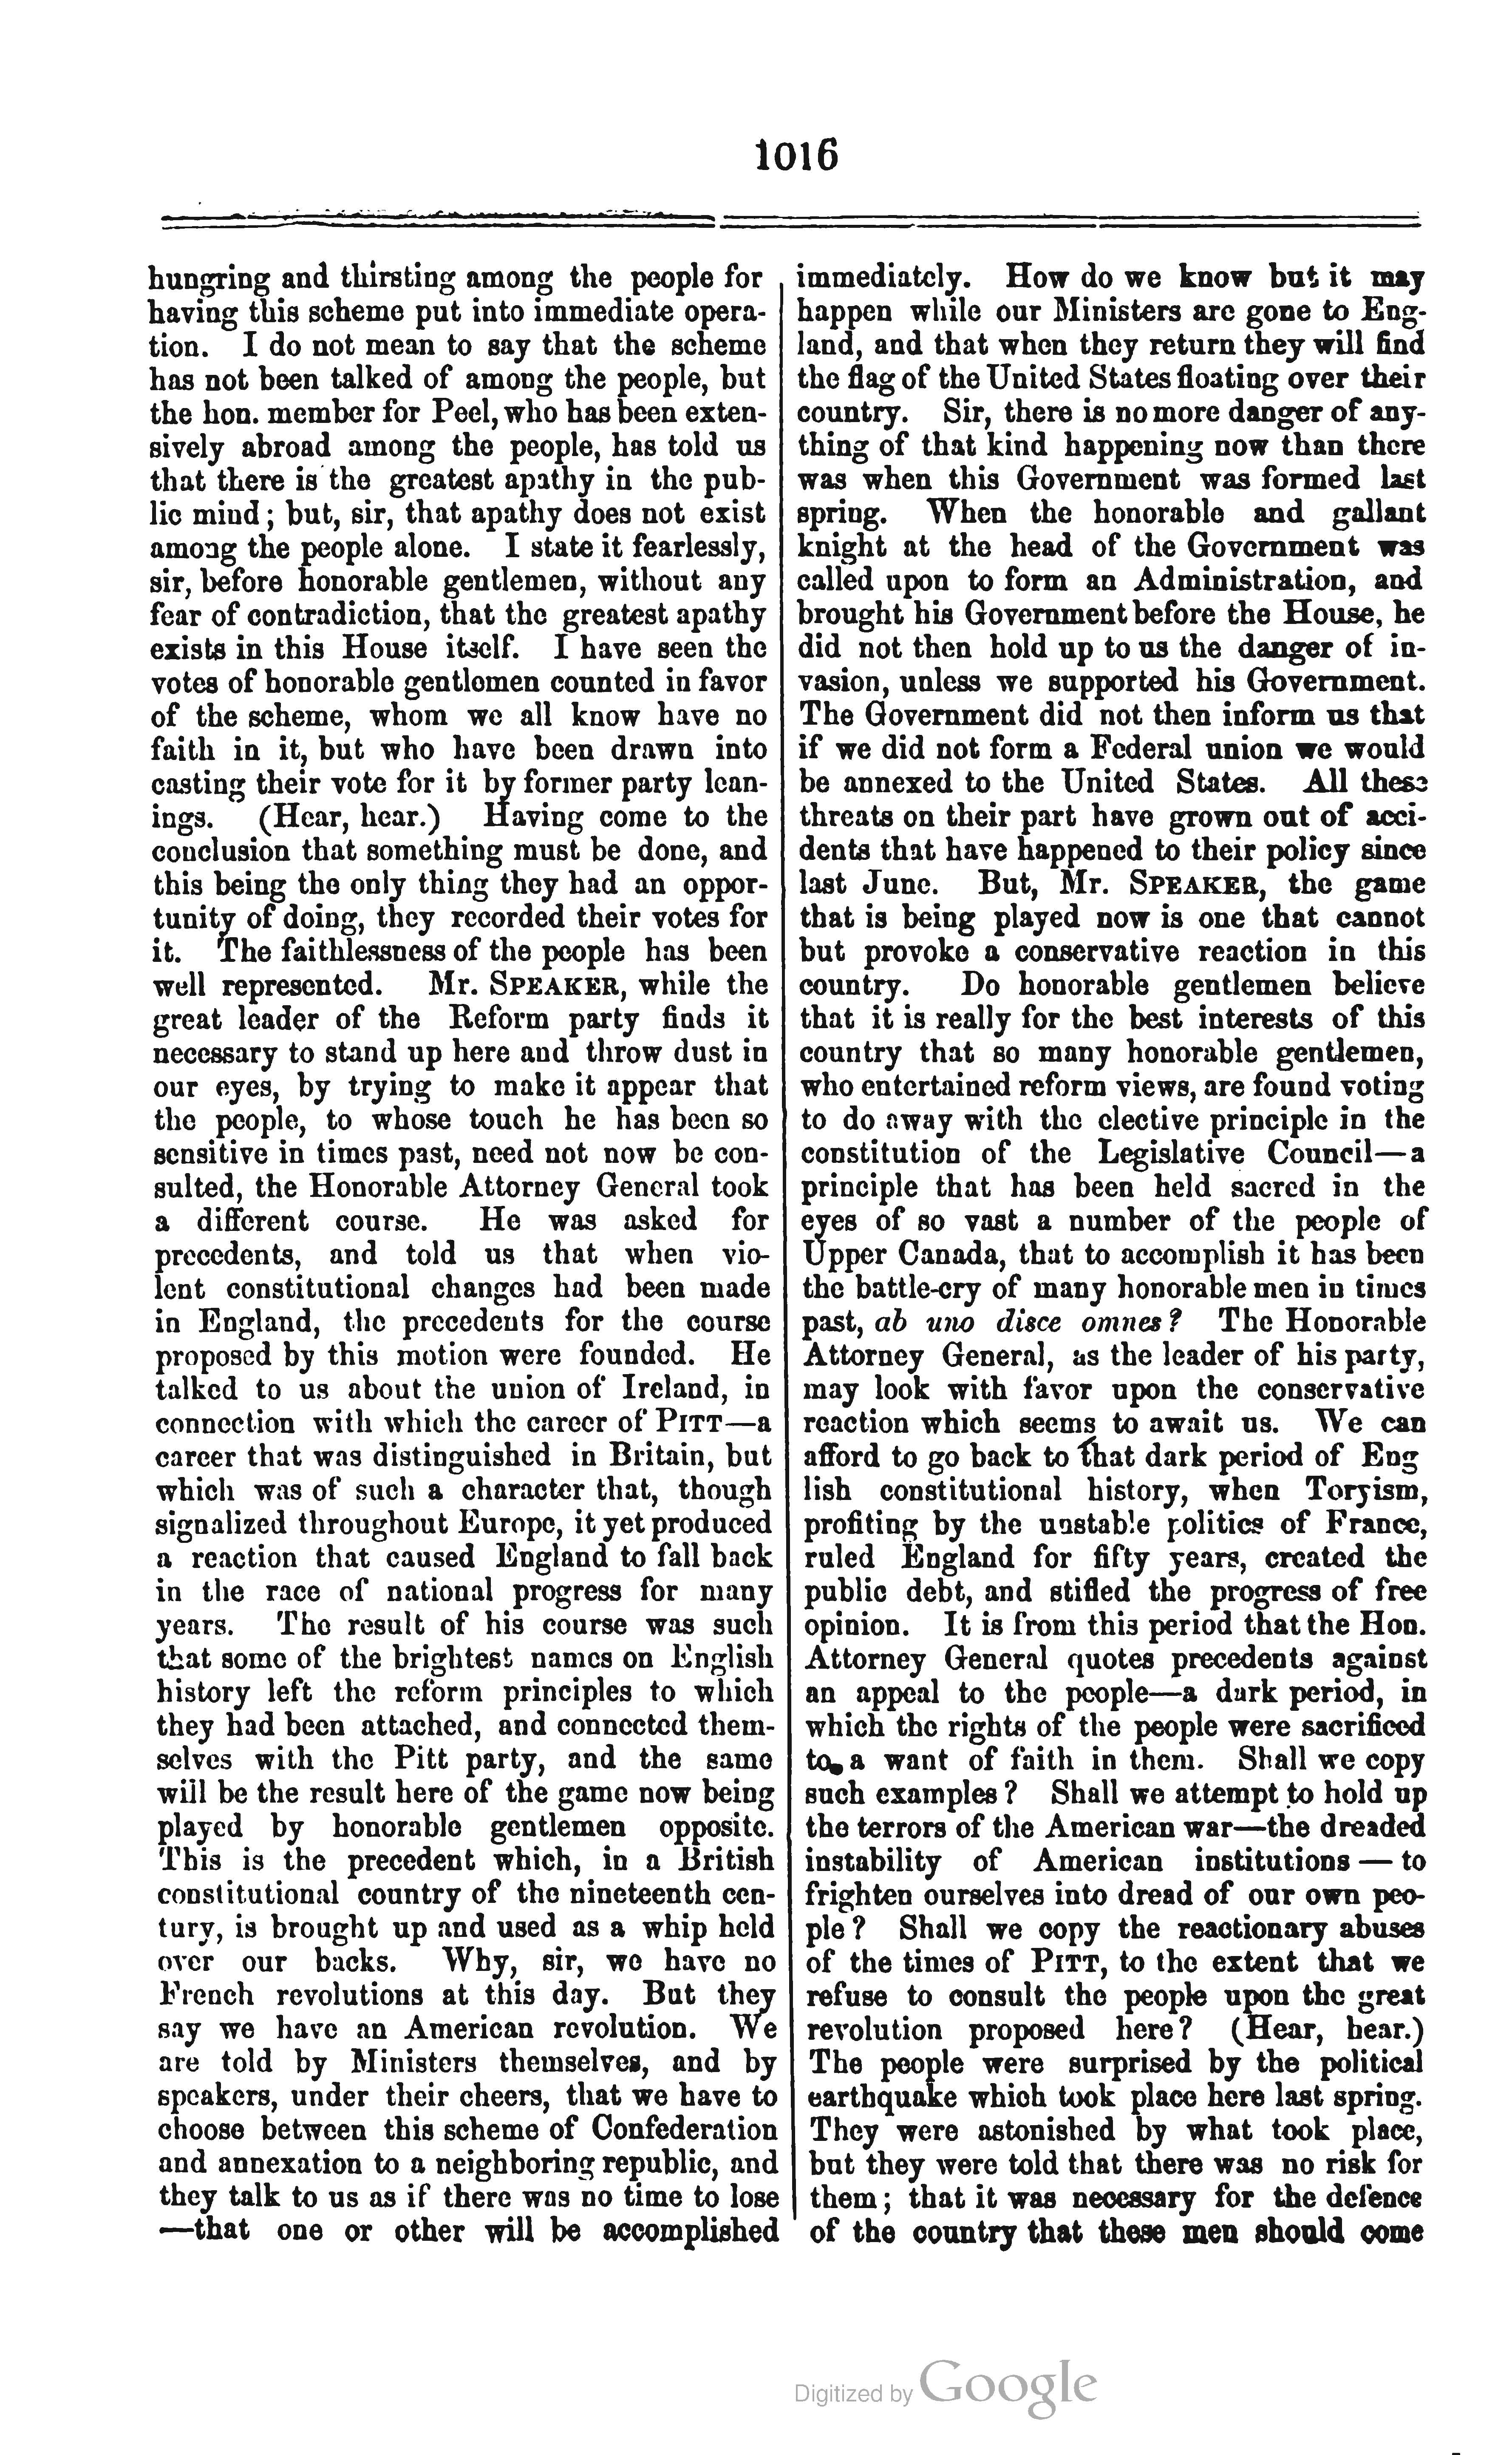 1016
hungring and thirsting among the people for
having this scheme put into immediate opera-
tion. I do not mean to say that the scheme
has not been talked of among the people, but
the hon. member for Peel, who has been exten-
sively abroad among the people, has told us
that there is the greatest apathy in the pub-
lic mind; but, sir, that apathy does not exist
among the people alone. I state it fearlessly,
sir, before honorable gentlemen, without any
fear of contradiction, that the greatest apathy
exists in this House itself. I have seen the
votes of honorable gentlemen counted in favor
of the scheme, whom we all know have no
faith in it, but who have been drawn into
casting their vote for it by former party lean-
ings. (Hear, hear.) Having come to the
conclusion that something must be done, and
this being the only thing they had an oppor-
tunity of doing, they recorded their votes for
it. The faithlessness of the people has been
well represented. Mr. SPEAKER, while the
great leader of the Reform party finds it
necessary to stand up here and throw dust in
our eyes, by trying to make it appear that
the people, to whose touch he has been so
sensitive in times past, need not now be con-
sulted, the Honorable Attorney General took
a different course. He was asked for
precedents, and told us that when vio-
lent constitutional changes had been made
in England, the precedents for the course
proposed by this motion were founded. He
talked to us about the union of Ireland, in
connection with which the career of PITT—a
career that was distinguished in Britain, but
which was of such a character that, though
signalized throughout Europe, it yet produced
a reaction that caused England to fall back
in the race of national progress for many
years. The result of his course was such
that some of the brightest names on English
history left the reform principles to which
they had been attached, and connected them-
selves with the Pitt party, and the same
will be the result here of the game now being
played by honorable gentlemen opposite.
This is the precedent which, in a British
constitutional country of the nineteenth cen-
tury, is brought up and used as a whip held
over our backs. Why, sir, we have no
French revolutions at this day. But they
say we have an American revolution. We
are told by Ministers themselves, and by
speakers, under their cheers, that we have to
choose between this scheme of Confederation
and annexation to a neighboring republic, and
they talk to us as if there was no time to lose
—that one or other will be accomplished
immediately. How do we know but it may
happen while our Ministers are gone to Eng-
land, and that when they return they will find
the flag of the United States floating over their
country. Sir, there is no more danger of any-
thing of that kind happening now than there
was when this Government was formed last
spring. When the honorable and gallant
knight at the head of the Government was
called upon to form an Administration, and
brought his Government before the House, he
did not then hold up to us the danger of in-
vasion, unless we supported his Government.
The Government did not then inform us that
if we did not form a Federal union we would
be annexed to the United States. All these
threats on their part have grown out of acci-
dents that have happened to their policy since
last June. But, Mr. SPEAKER, the game
that is being played now is one that cannot
but provoke a conservative reaction in this
country. Do honorable gentlemen believe
that it is really for the best interests of this
country that so many honorable gentlemen,
who entertained reform views, are found voting
to do away with the elective principle in the
constitution of the Legislative Council—a
principle that has been held sacred in the
eyes of so vast a number of the people of
Upper Canada, that to accomplish it has been
the battle-cry of many honorable men in times
past, ab uno disce omnes? The Honorable
Attorney General, as the leader of his party,
may look with favor upon the conservative
reaction which seems to await us. We can
afford to go back to that dark period of Eng
lish constitutional history, when Toryism,
profiting by the unstable politics of France,
ruled England for fifty years, created the
public debt, and stifled the progress of free
opinion. It is from this period that the Hon.
Attorney General quotes precedents against
an appeal to the people—a dark period, in
which the rights of the people were sacrificed
to a want of faith in them. Shall we copy
such examples? Shall we attempt to hold up
the terrors of the American war—the dreaded
instability of American institutions — to
frighten ourselves into dread of our own peo-
ple? Shall we copy the reactionary abuses
of the times of PITT, to the extent that we
refuse to consult the people upon the great
revolution proposed here? (Hear, hear.)
The people were surprised by the political
earthquake which took place here last spring.
They were astonished by what took place,
but they were told that there was no risk for
them; that it was necessary for the defence
of the country that these men should come
Digitized by Google